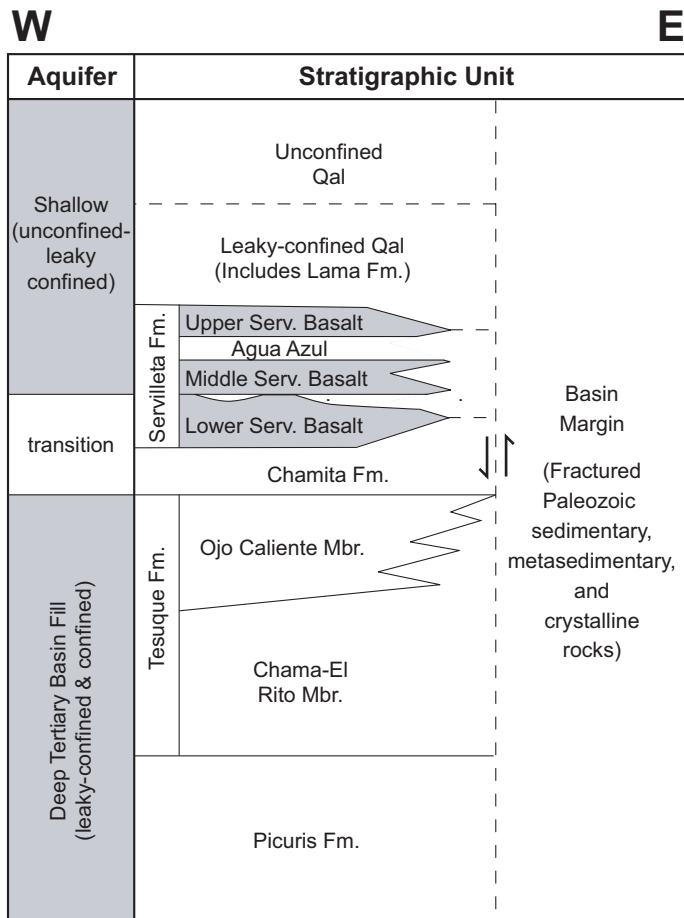 W
E
Aquifer
Stratigraphic Unit
Shallow
(unconfined-
leaky
confined)
transition
Deep Tertiary Basin Fill
(leaky-confined & confined)
Unconfined
Qal
Leaky-confined Qal
(Includes Lama Fm.)
Servilleta Fm.
Upper Serv. Basalt
Agua Azul
Middle Serv. Basalt
Lower Serv. Basalt
Chamita Fm.
Tesuque Fm.
Ojo Caliente Mbr.
Chama-El
Rito Mbr.
Picuris Fm.
Basin
Margin
(Fractured
Paleozoic
sedimentary,
metasedimentary,
and
crystalline
rocks)